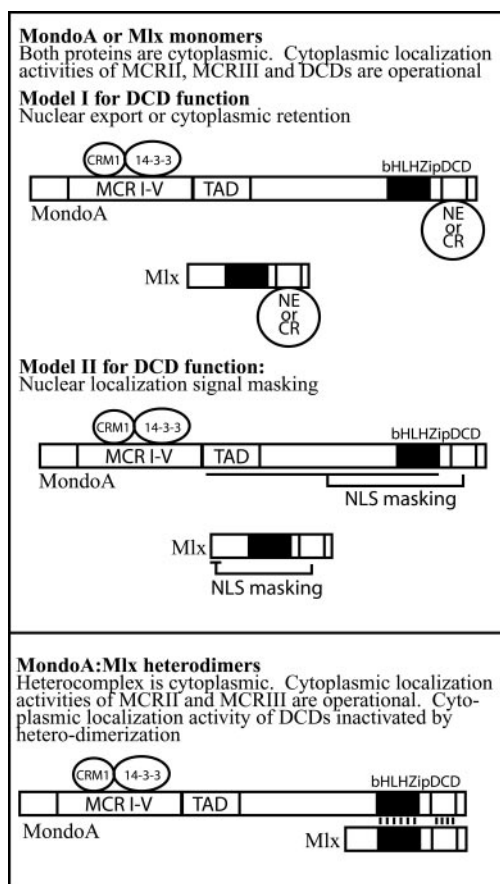 MondoA or Mlx monomers
Both proteins are cytoplasmic. Cytoplasmic localization
activities of MCRII, MCRIII and DCDs are operational
Model I for DCD function
Nuclear export or cytoplasmic retention
CRM1 14-3-3
bHLHZipDCD
MCR I-V TAD
MondoA
NE
or
CR
Mlx
NE
or
CR
Model II for DCD function:
Nuclear localization signal masking
CRM1 14-3-3
bHLHZipDCD
MCR I-V TAD
MondoA
NLS masking
Mlx
NLS masking
MondoA:Mlx heterodimers
Heterocomplex is cytoplasmic. Cytoplasmic localization
activities of MCRII and MCRIII are operational. Cyto-
plasmic localization activity of DCDs inactivated by
hetero-dimerization
CRM1 14-3-3
bHLHZipDCD
MCR I-V TAD
MondoA
Mlx